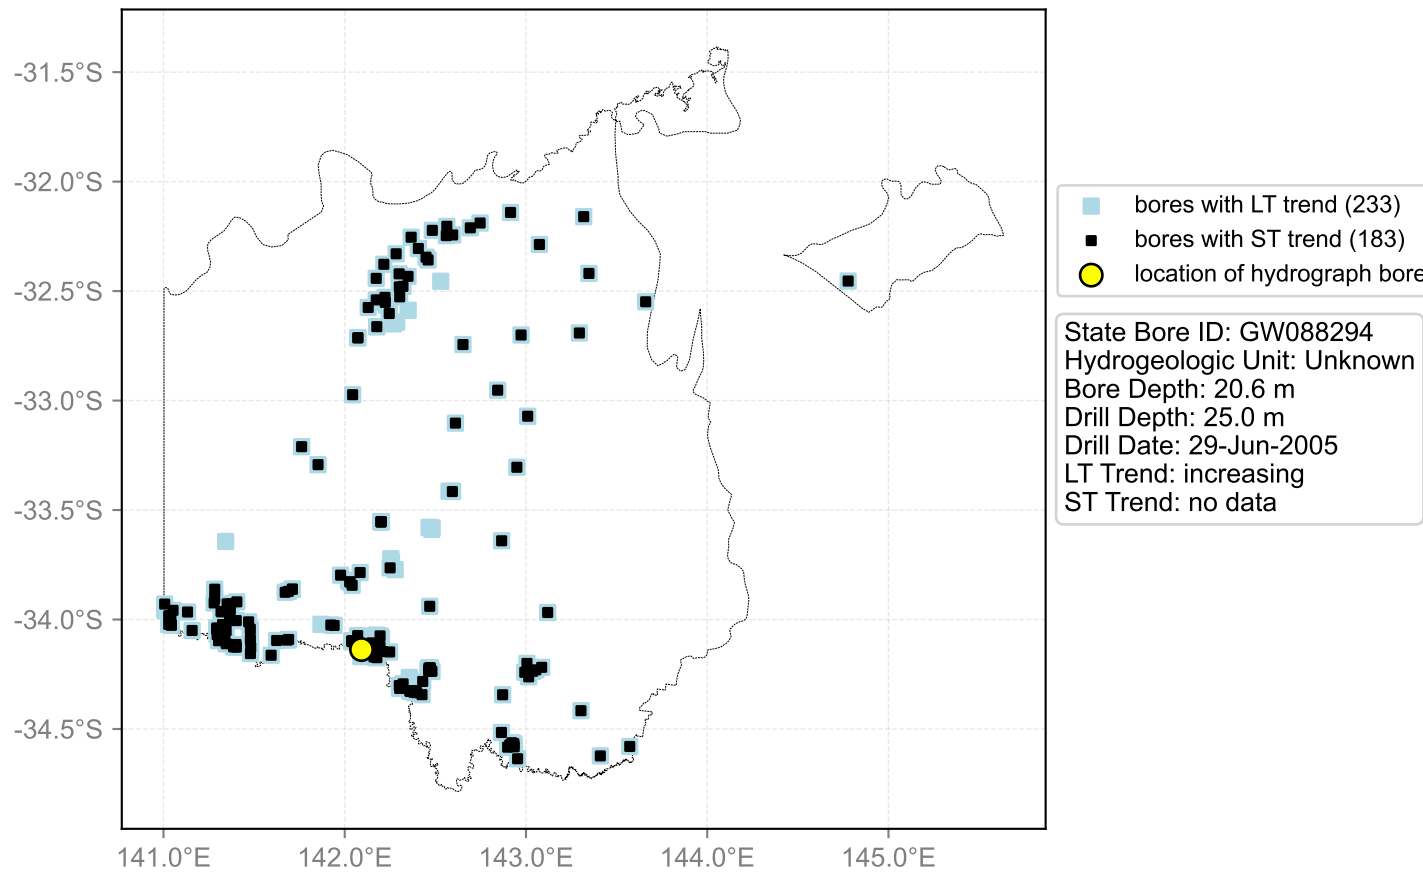 -31.5°S
-32.0°S
-32.5°S
-33.0°S
-33.5°S
-34.0°S
-34.5°S
141.0°E
142.0°E
143.0°E
144.0°E
145.0°E
bores with LT trend (233)
bores with ST trend (183)
location of hydrograph bore
State Bore ID: GW088294
Hydrogeologic Unit: Unknown
Bore Depth: 20.6 m
Drill Depth: 25.0 m
Drill Date: 29-Jun-2005
LT Trend: increasing
ST Trend: no data